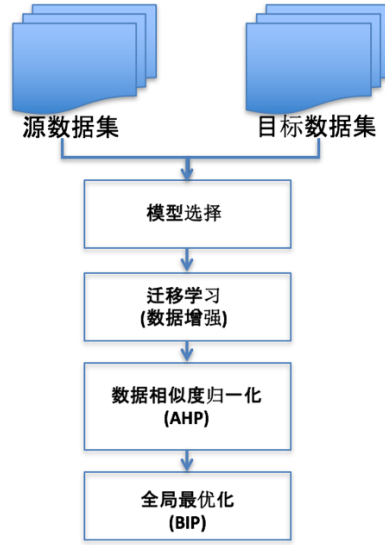 源数据集
目标数据集
模型选择
迁移学习
(数据增强)
数据相似度归一化
(AHP)
全局最优化
(BIP)